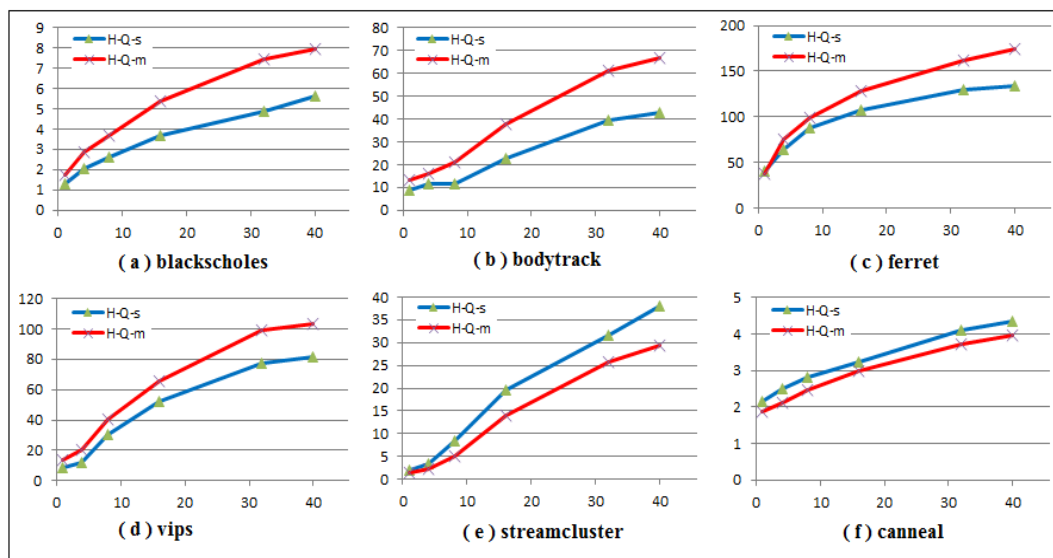 9
8
7
6
5
4
3
2
1
0
H-Q-s
H-Q-m
0 10 20 30 40
( a ) blackscholes
80
70
60
50
40
30
20
10
0
H-Q-s
H-Q-m
0 10 20 30 40
( b ) bodytrack
200
150
100
50
0
H-Q-s
H-Q-m
0 10 20 30 40
( c ) ferret
120
100
80
60
40
20
0
H-Q-s
H-Q-m
0 10 20 30 40
( d ) vips
40
35
30
25
20
15
10
5
0
H-Q-s
H-Q-m
0 10 20 30 40
( e ) streamcluster
5
4
3
2
1
0
H-Q-s
H-Q-m
0 10 20 30 40
( f ) canneal